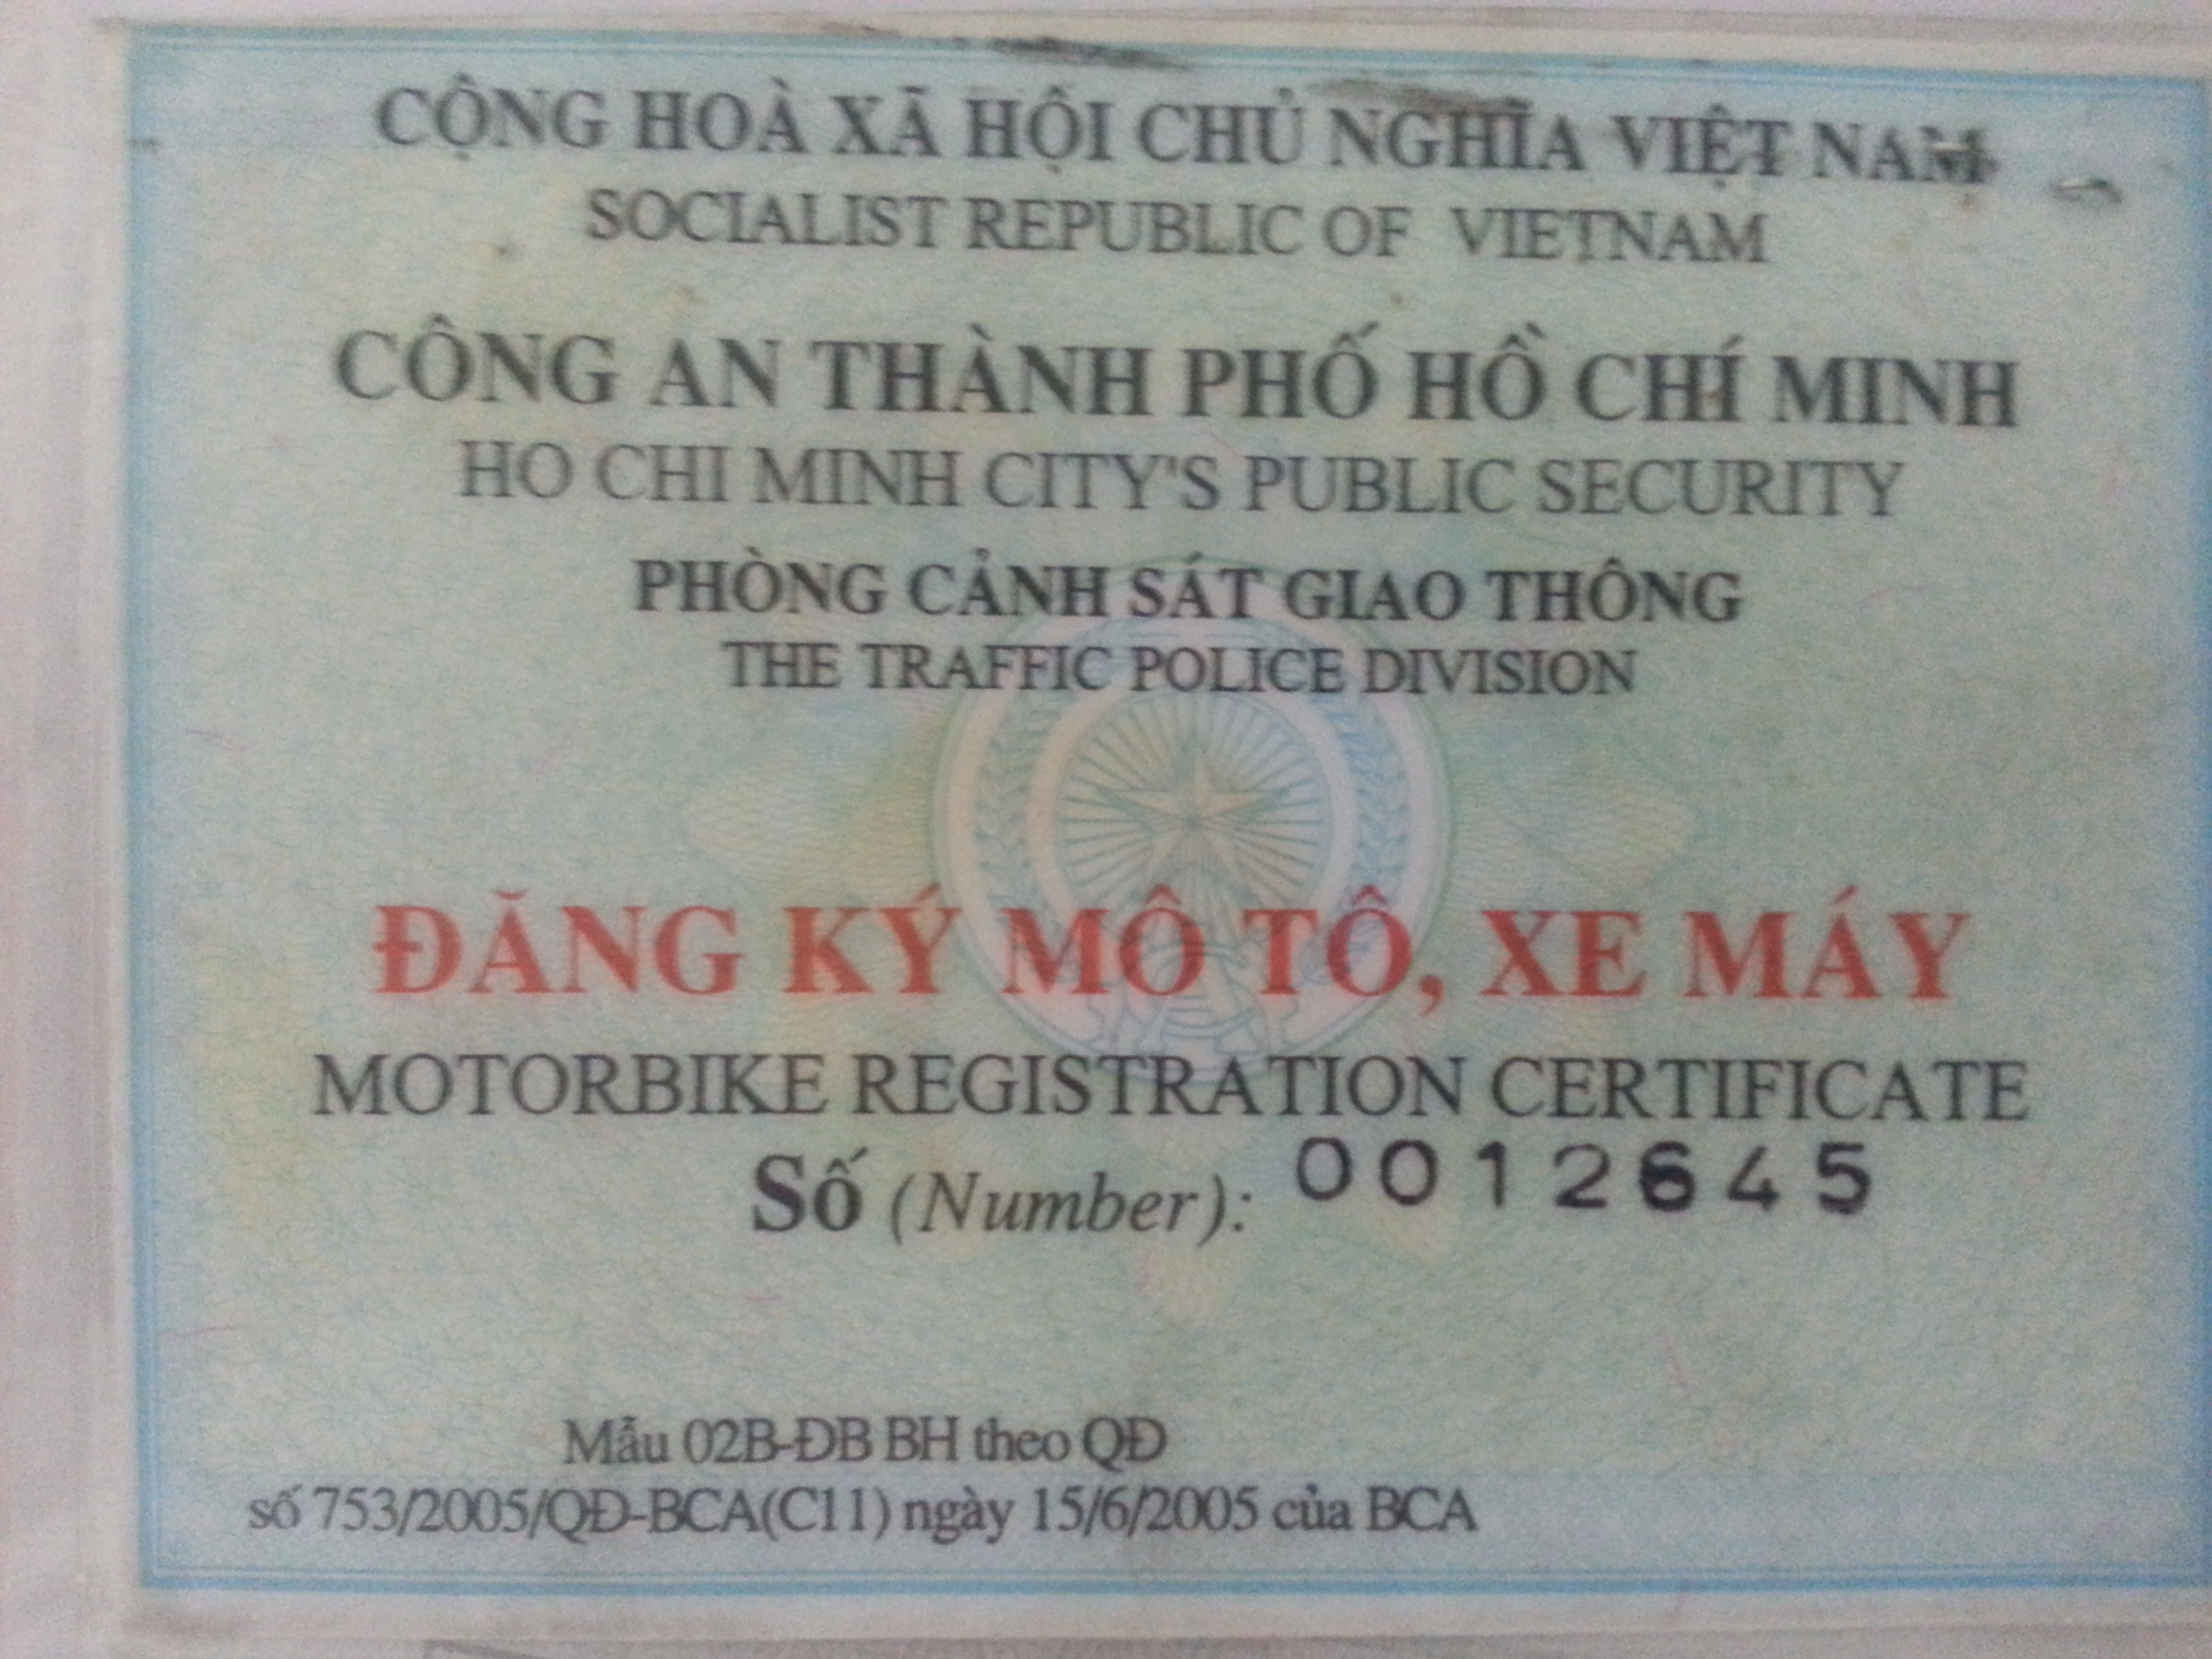 CỘNG HOÀ XÃ HỘI CHỦ NGHĨA VIỆT NAM
SOCIALIST REPUBLIC OF VIETNAM
CÔNG AN THÀNH PHỐ HỒ CHÍ MINH
HO CHI MINH CITY'S PUBLIC SECURITY
PHÒNG CẢNH SÁT GIAO THÔNG
THE TRAFFIC POLICE DIVISION
ĐĂNG KÝ MÔ TÔ, XE MÁY
MOTORBIKE REGISTRATION CERTIFICATE
Số (Number): 0012645
Mẫu 02B-ĐB BH theo QĐ
số 753/2005/QĐ-BCA(C11) ngày 15/6/2005 của BCA